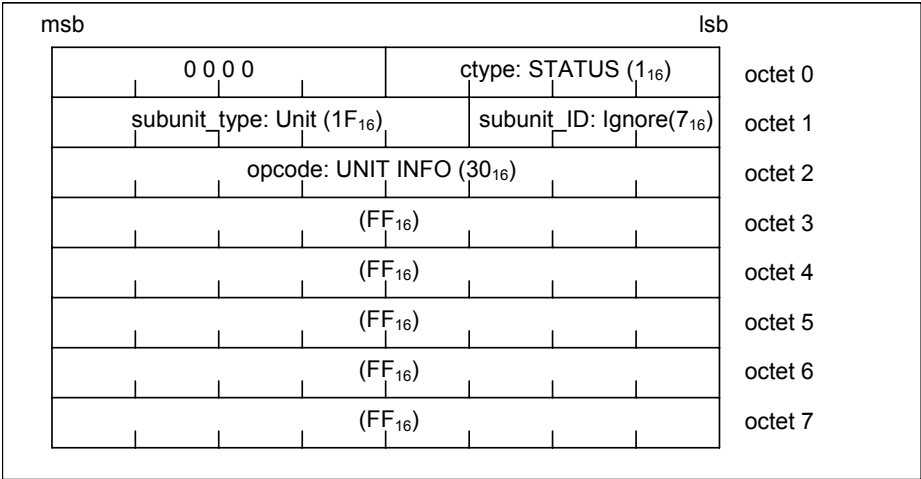 msb lsb
0 0 0 0 ctype: STATUS (1₁₆) octet 0
subunit_type: Unit (1F₁₆) subunit_ID: Ignore(7₁₆) octet 1
opcode: UNIT INFO (30₁₆) octet 2
(FF₁₆) octet 3
(FF₁₆) octet 4
(FF₁₆) octet 5
(FF₁₆) octet 6
(FF₁₆) octet 7